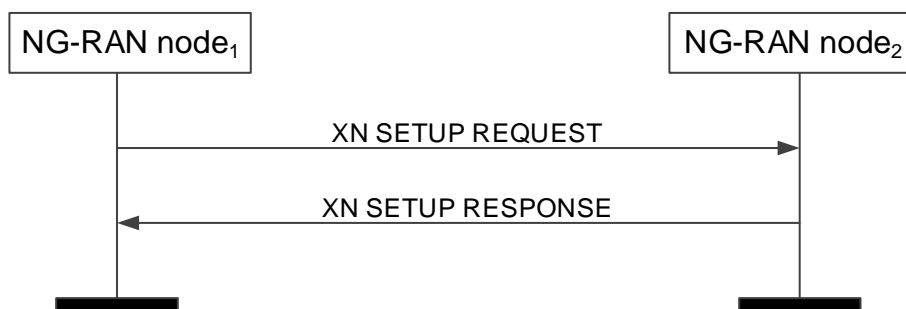 NG-RAN node₁
NG-RAN node₂
XN SETUP REQUEST
XN SETUP RESPONSE